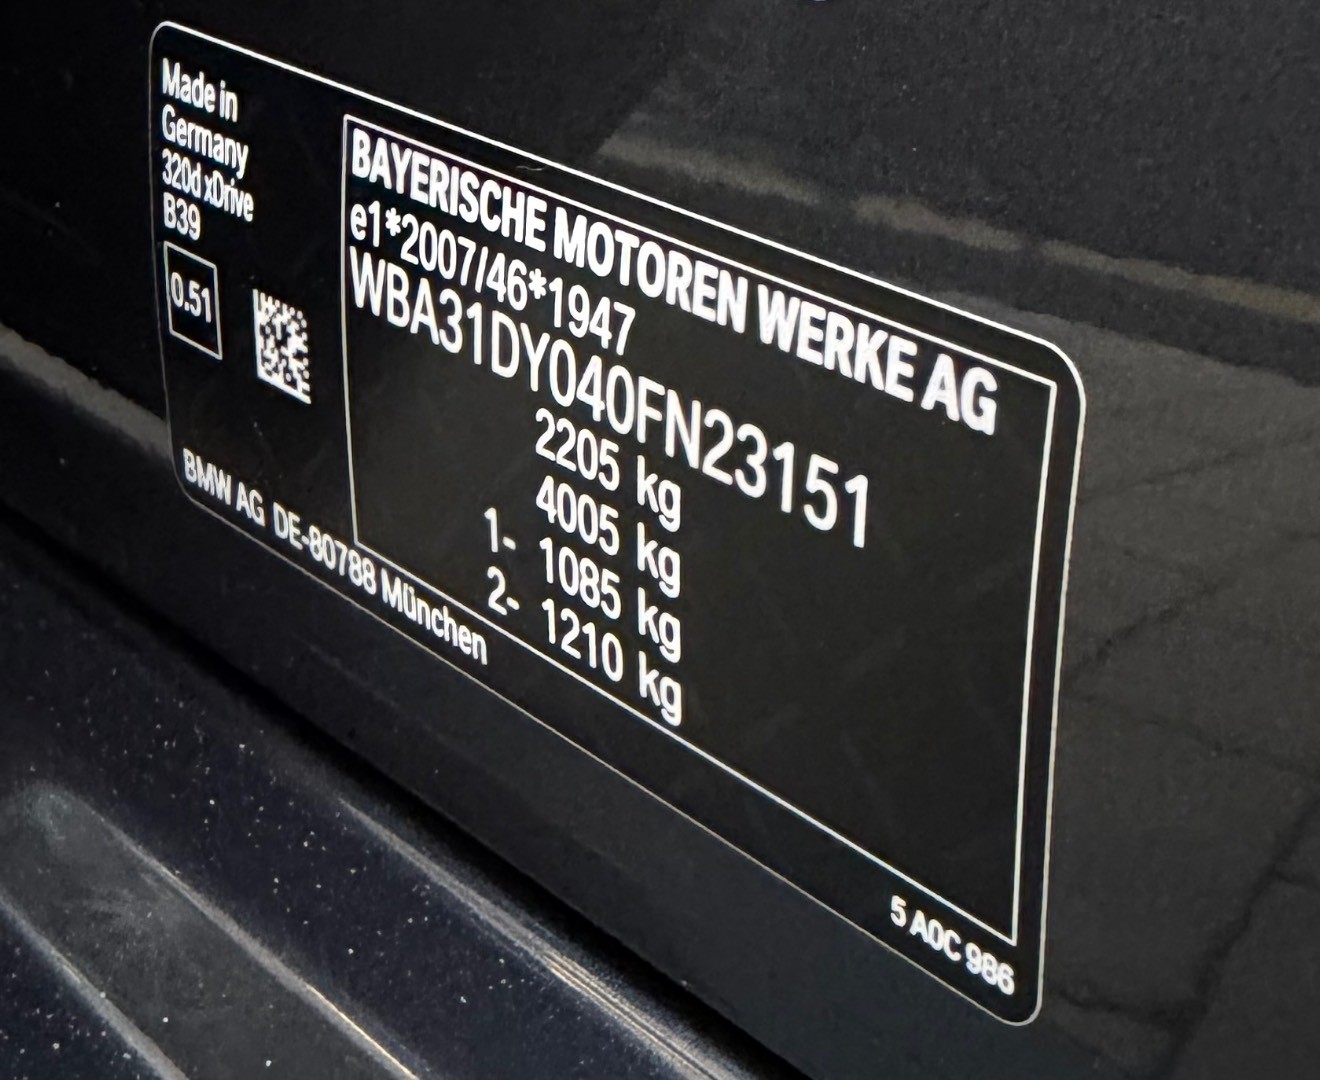 Made in
Germany
320d xDrive
B39
0.51
BAYERISCHE MOTOREN WERKE AG
e1*2007/46*1947
WBA31DY040FN23151
2205 kg
4005 kg
1- 1085 kg
2- 1210 kg
BMW AG DE-80788 München
5 A0C 986